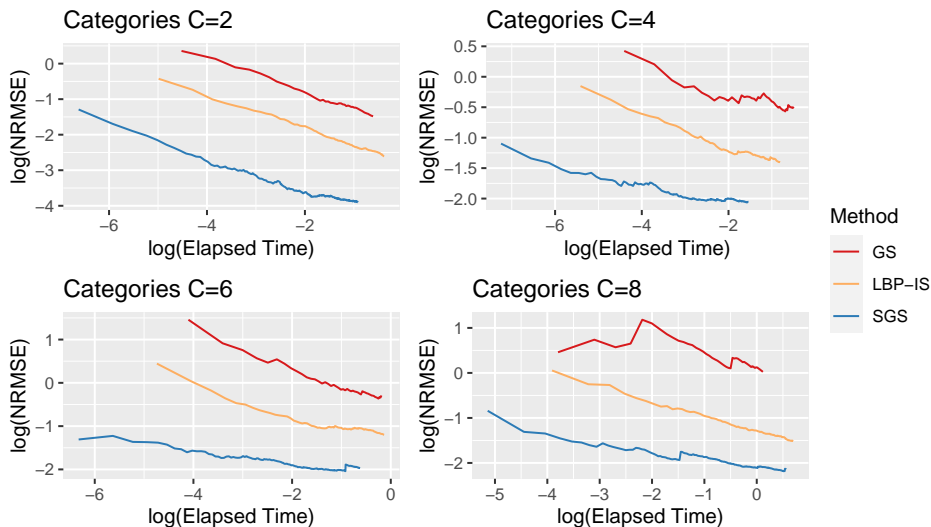 Categories C=2
0
−1
−2
−3
−4
log(NRMSE)
−6
−4
−2
log(Elapsed Time)
Categories C=4
0.5
0.0
−0.5
−1.0
−1.5
−2.0
log(NRMSE)
−6
−4
−2
log(Elapsed Time)
Categories C=6
1
0
−1
−2
log(NRMSE)
−6
−4
−2
0
log(Elapsed Time)
Categories C=8
1
0
−1
−2
log(NRMSE)
−5
−4
−3
−2
−1
0
log(Elapsed Time)
Method
GS
LBP−IS
SGS